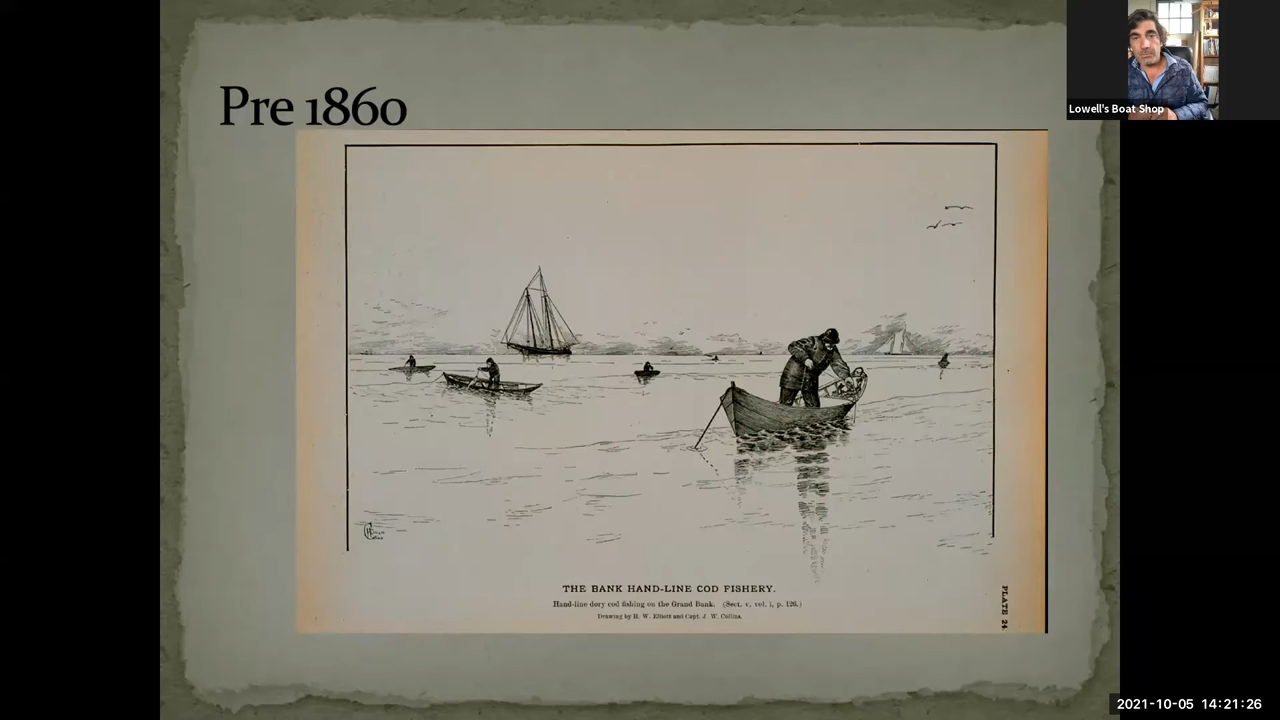 Pre 1860
Lowell's Boat Shop
THE BANK HAND-LINE COD FISHERY.
Hand-line dory cod fishing on the Grand Bank. (Sect. v, vol. i, p. 126.)
Drawing by H. W. Elliott and Capt. J. W. Collins.
PLATE 24.
2021-10-05 14:21:26